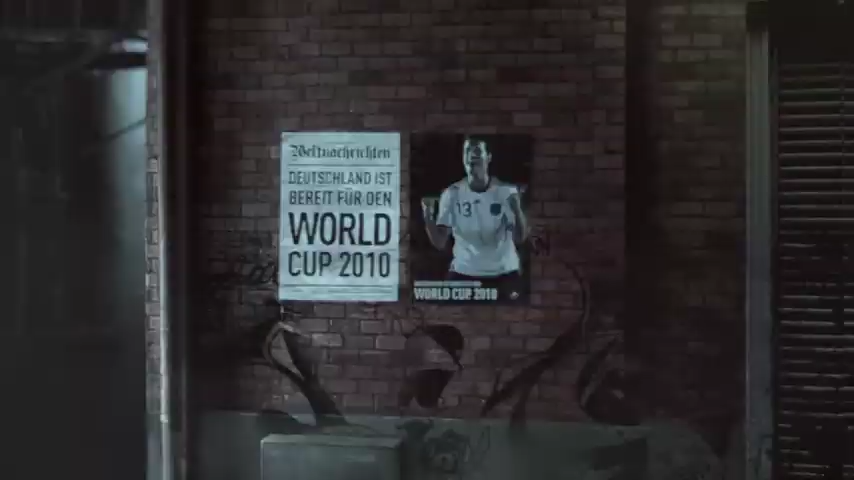 Weltnachrichten
DEUTSCHLAND IST
BEREIT FÜR DEN
WORLD
CUP 2010
13
WORLD CUP 2010